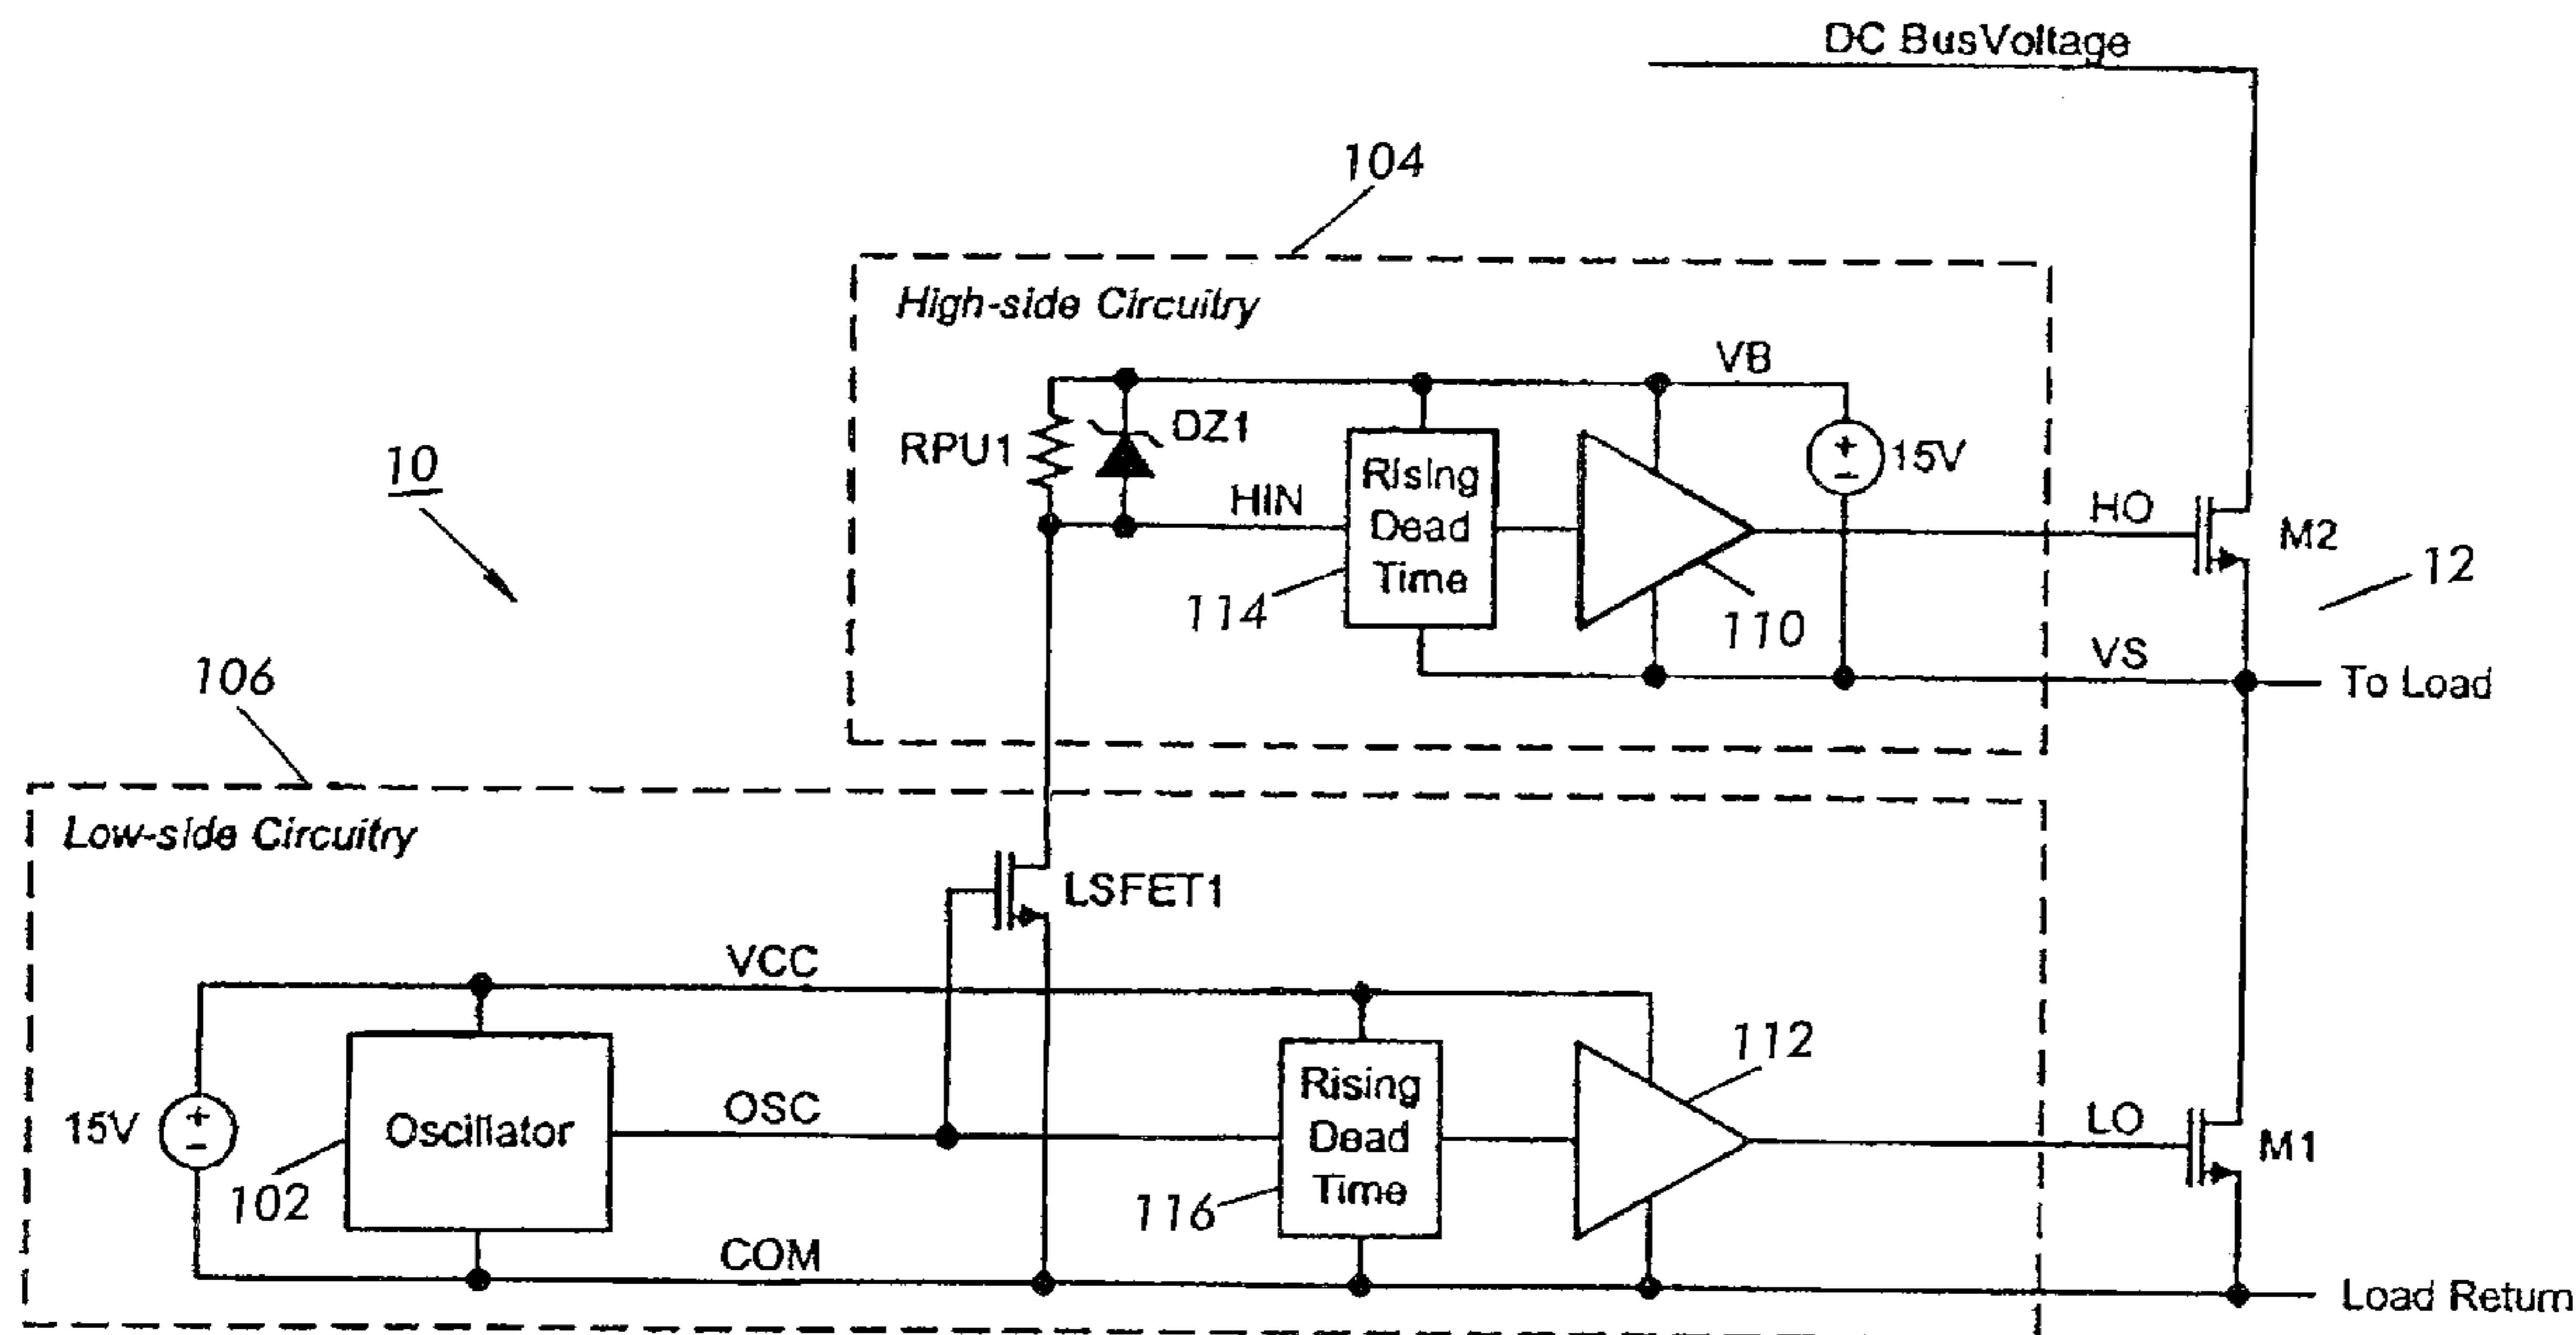 DC BusVoltage
104
High-side Circuitry
VB
RPU1
DZ1
15V
10
HIN
Rising
Dead
Time
HO
M2
12
114
110
VS
To Load
106
Low-side Circuitry
LSFET1
VCC
112
15V
Oscillator
OSC
Rising
Dead
Time
LO
M1
102
116
COM
Load Return